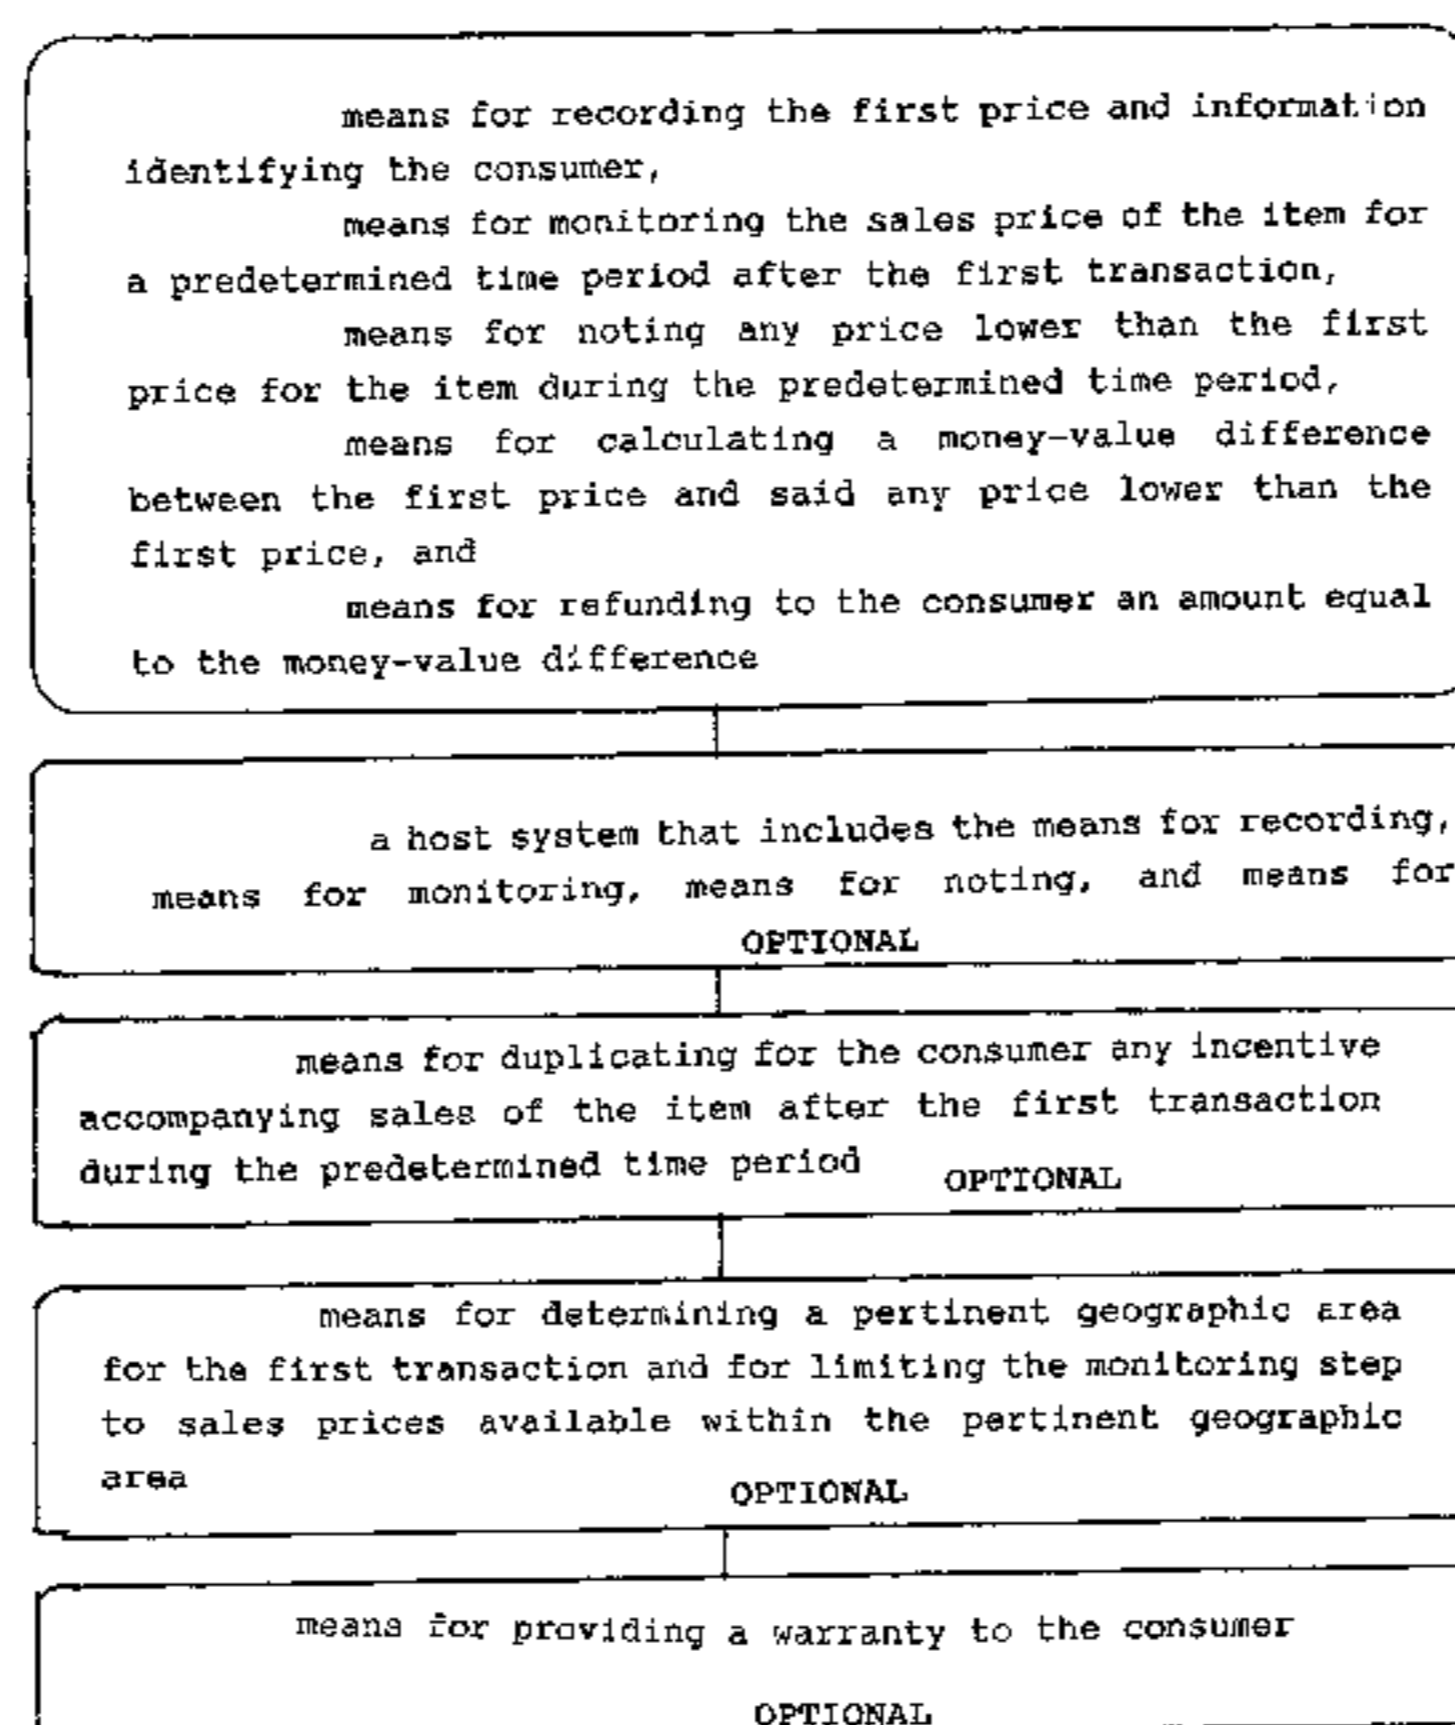 means for recording the first price and information
identifying the consumer,
means for monitoring the sales price of the item for
a predetermined time period after the first transaction,
means for noting any price lower than the first
price for the item during the predetermined time period,
means for calculating a money-value difference
between the first price and said any price lower than the
first price, and
means for refunding to the consumer an amount equal
to the money-value difference
a host system that includes the means for recording,
means for monitoring, means for noting, and means for
OPTIONAL
means for duplicating for the consumer any incentive
accompanying sales of the item after the first transaction
during the predetermined time period OPTIONAL
means for determining a pertinent geographic area
for the first transaction and for limiting the monitoring step
to sales prices available within the pertinent geographic
area OPTIONAL
means for providing a warranty to the consumer
OPTIONAL